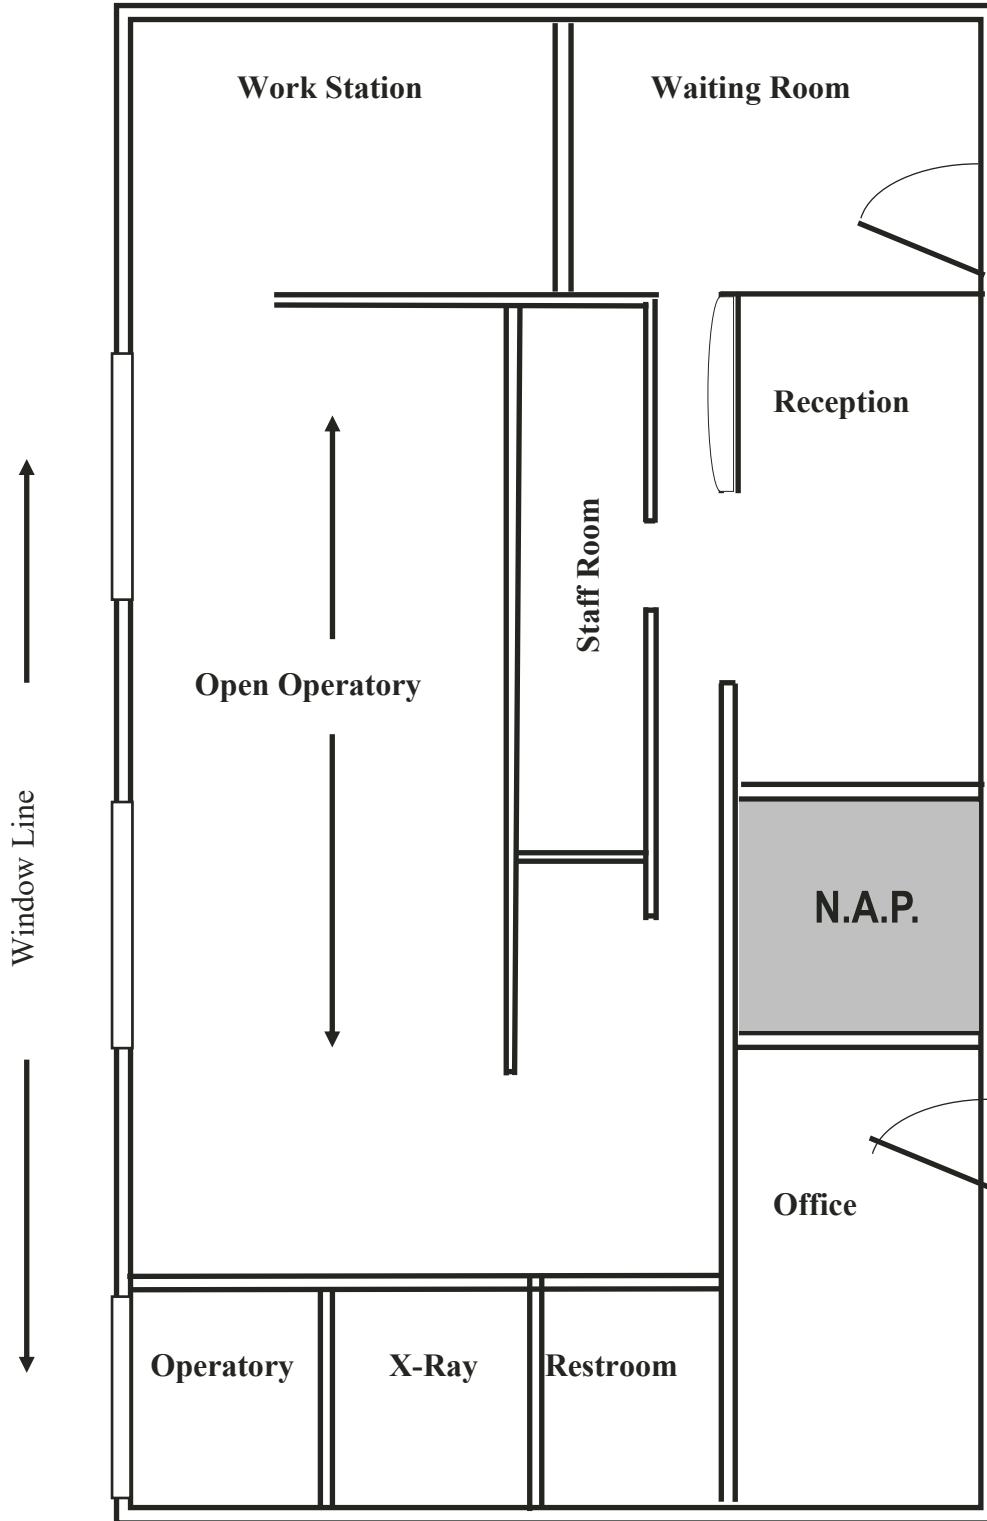 Work Station
Waiting Room
Reception
Staff Room
Open Operatory
Window Line
N.A.P.
Office
Operatory
X-Ray
Restroom